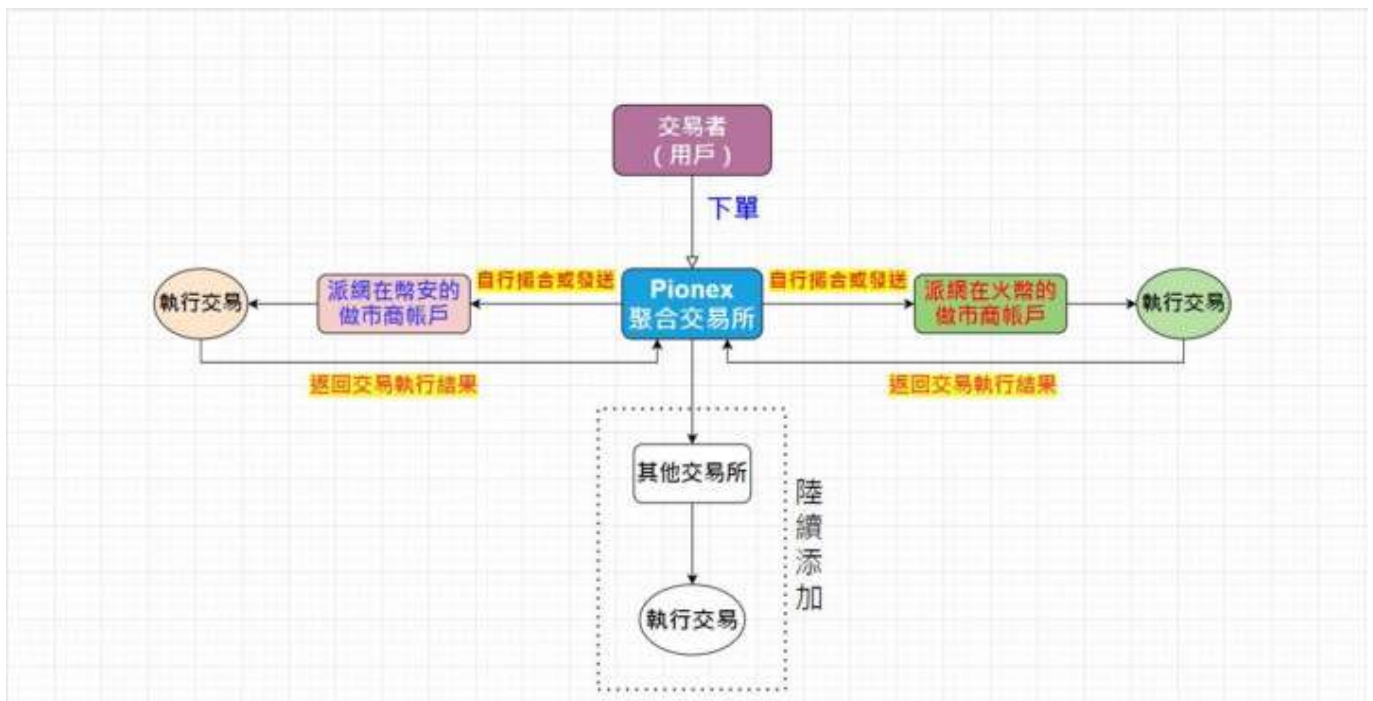 交易者
(用戶)
下單
自行撮合或發送
自行撮合或發送
執行交易
派網在幣安的
做市商帳戶
Pionex
聚合交易所
派網在火幣的
做市商帳戶
執行交易
返回交易執行結果
返回交易執行結果
其他交易所
陸續添加
執行交易